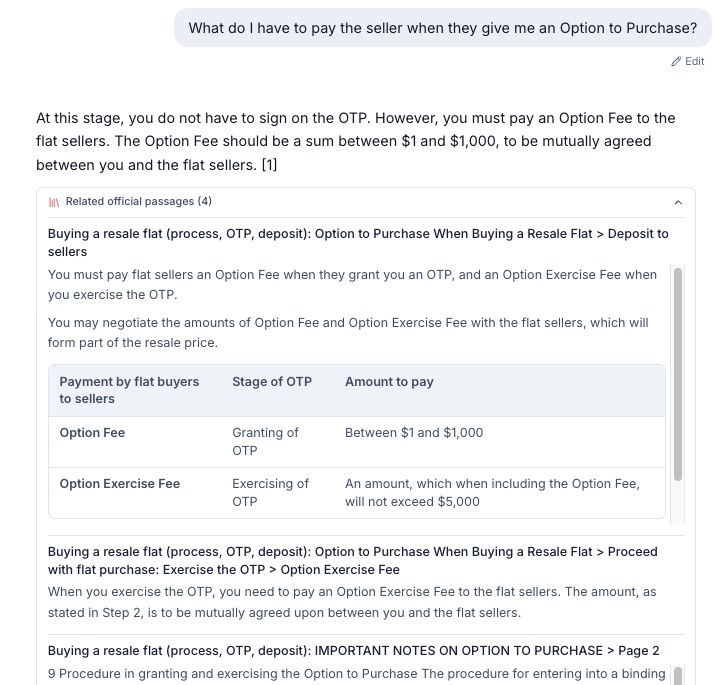 What do I have to pay the seller when they give me an Option to Purchase?
Edit
At this stage, you do not have to sign on the OTP. However, you must pay an Option Fee to the
flat sellers. The Option Fee should be a sum between $1 and $1,000, to be mutually agreed
between you and the flat sellers. [1]
Related official passages (4)
Buying a resale flat (process, OTP, deposit): Option to Purchase When Buying a Resale Flat > Deposit to
sellers
You must pay flat sellers an Option Fee when they grant you an OTP, and an Option Exercise Fee when
you exercise the OTP.
You may negotiate the amounts of Option Fee and Option Exercise Fee with the flat sellers, which will
form part of the resale price.
Payment by flat buyers
to sellers
Stage of OTP
Amount to pay
Option Fee
Granting of
OTP
Between $1 and $1,000
Option Exercise Fee
Exercising of
OTP
An amount, which when including the Option Fee,
will not exceed $5,000
Buying a resale flat (process, OTP, deposit): Option to Purchase When Buying a Resale Flat > Proceed
with flat purchase: Exercise the OTP > Option Exercise Fee
When you exercise the OTP, you need to pay an Option Exercise Fee to the flat sellers. The amount, as
stated in Step 2, is to be mutually agreed upon between you and the flat sellers.
Buying a resale flat (process, OTP, deposit): IMPORTANT NOTES ON OPTION TO PURCHASE > Page 2
9 Procedure in granting and exercising the Option to Purchase The procedure for entering into a binding